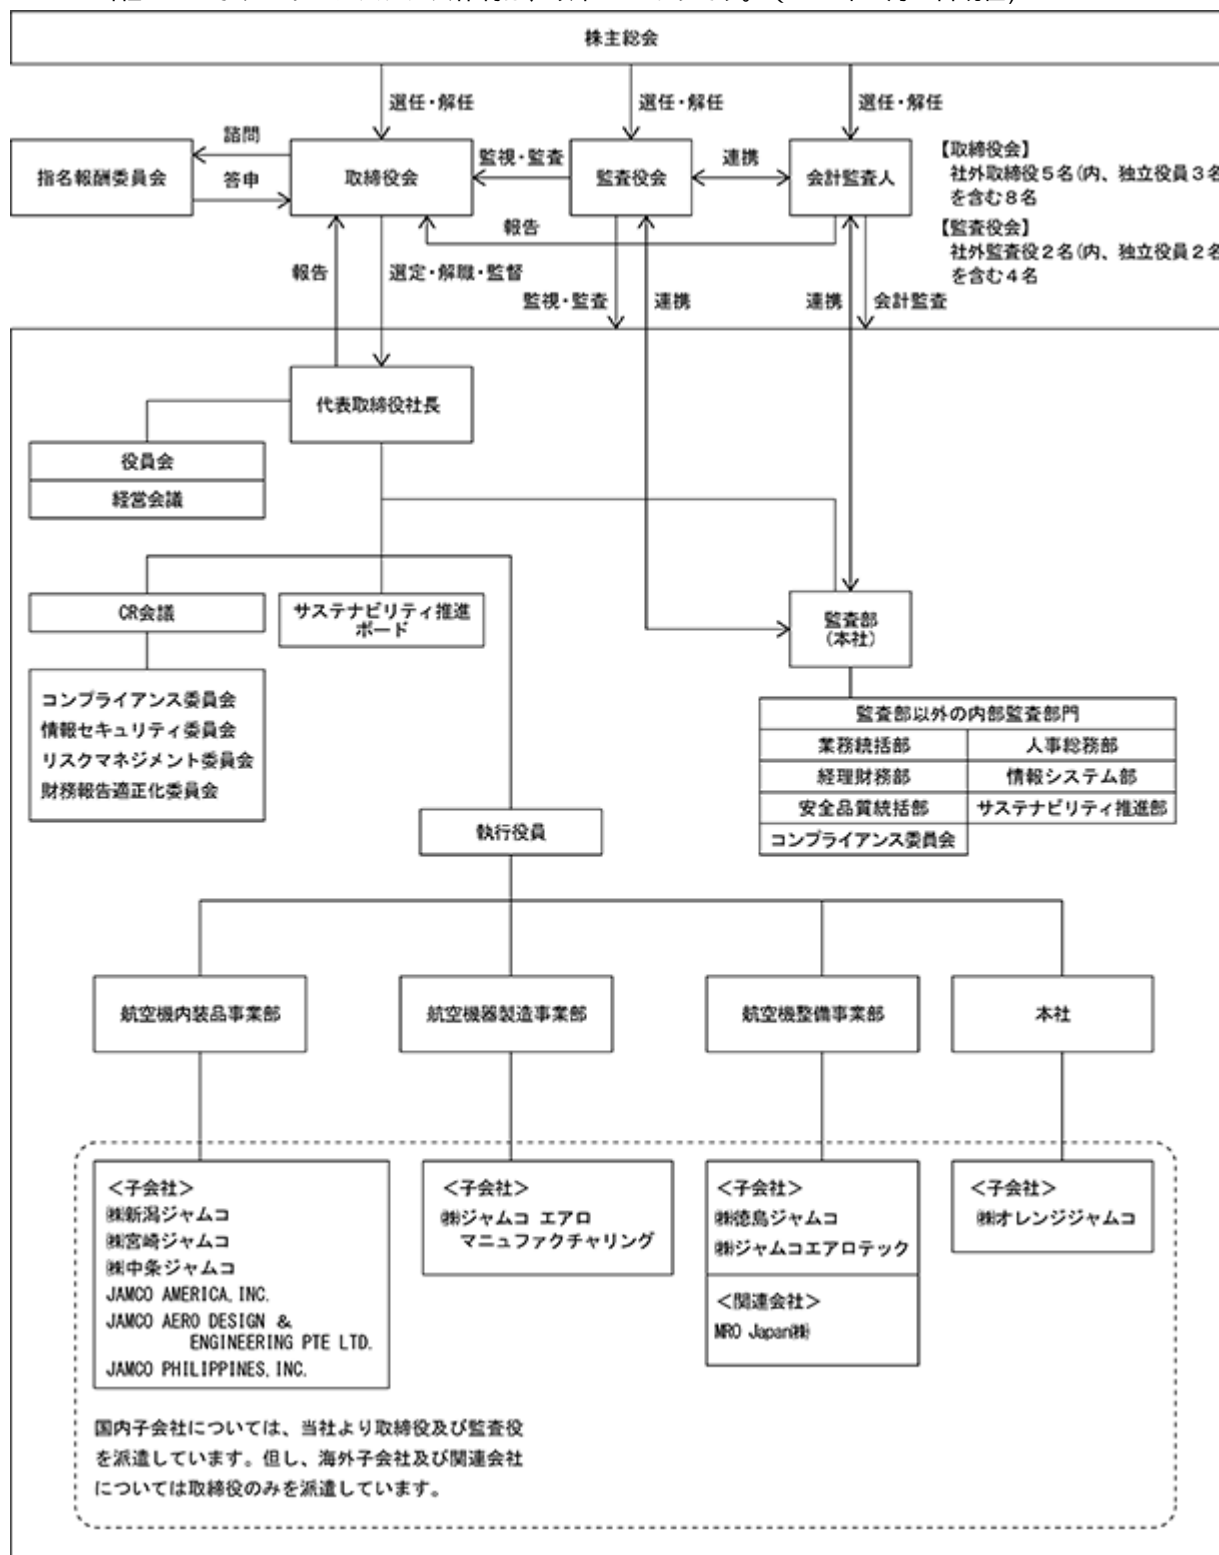 株主総会
選任・解任
選任・解任
選任・解任
諮問
答申
指名報酬委員会
取締役会
監視・監査
監査役会
連携
会計監査人
【取締役会】
社外取締役5名(内、独立役員3名
を含む8名
【監査役会】
社外監査役2名(内、独立役員2名
を含む4名
報告
報告
選定・解職・監督
監視・監査
連携
連携
会計監査
代表取締役社長
役員会
経営会議
CR会議
サステナビリティ推進
ボード
監査部
(本社)
コンプライアンス委員会
情報セキュリティ委員会
リスクマネジメント委員会
財務報告適正化委員会
監査部以外の内部監査部門
業務統括部
人事総務部
経理財務部
情報システム部
安全品質統括部
サステナビリティ推進部
コンプライアンス委員会
執行役員
航空機内装品事業部
航空機器製造事業部
航空機整備事業部
本社
<子会社>
㈱新潟ジャムコ
㈱宮崎ジャムコ
㈱中条ジャムコ
JAMCO AMERICA, INC.
JAMCO AERO DESIGN &
ENGINEERING PTE LTD.
JAMCO PHILIPPINES, INC.
<子会社>
㈱ジャムコ エアロ
マニュファクチャリング
<子会社>
㈱徳島ジャムコ
㈱ジャムコエアロテック
<関連会社>
MRO Japan㈱
<子会社>
㈱オレンジジャムコ
国内子会社については、当社より取締役及び監査役
を派遣しています。但し、海外子会社及び関連会社
については取締役のみを派遣しています。